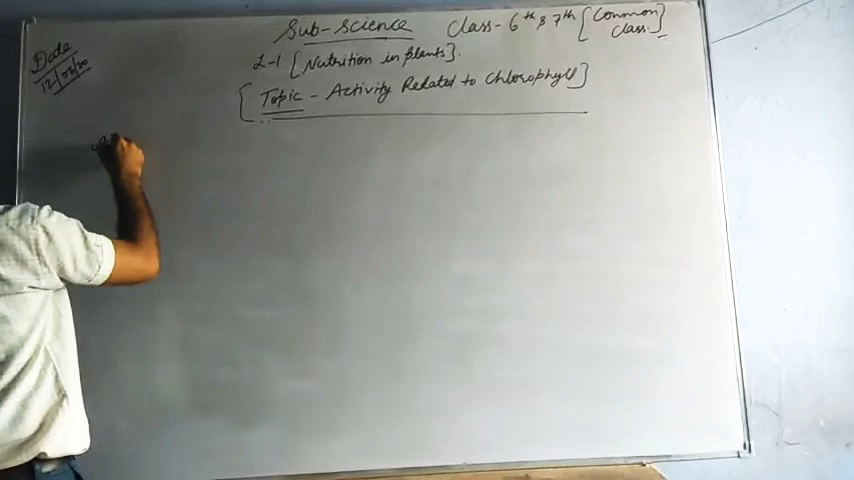 Sub-Science Class- 6th & 7th [Common Class.]
L-1 [Nutrition in plants].
[Topic - Activity Related to Chlorophyll]
Date
12/08/20